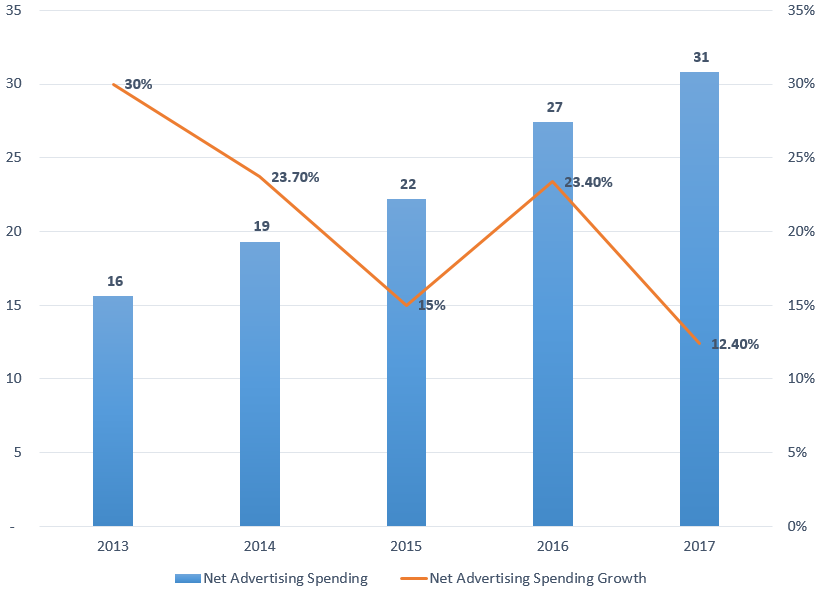 35 35%
31
30 30% 30%
27
25 25%
23.70% 22 23.40%
20 19 20%
16
15 15% 15%
12.40%
10 10%
5 5%
- 0%
2013 2014 2015 2016 2017
Net Advertising Spending Net Advertising Spending Growth